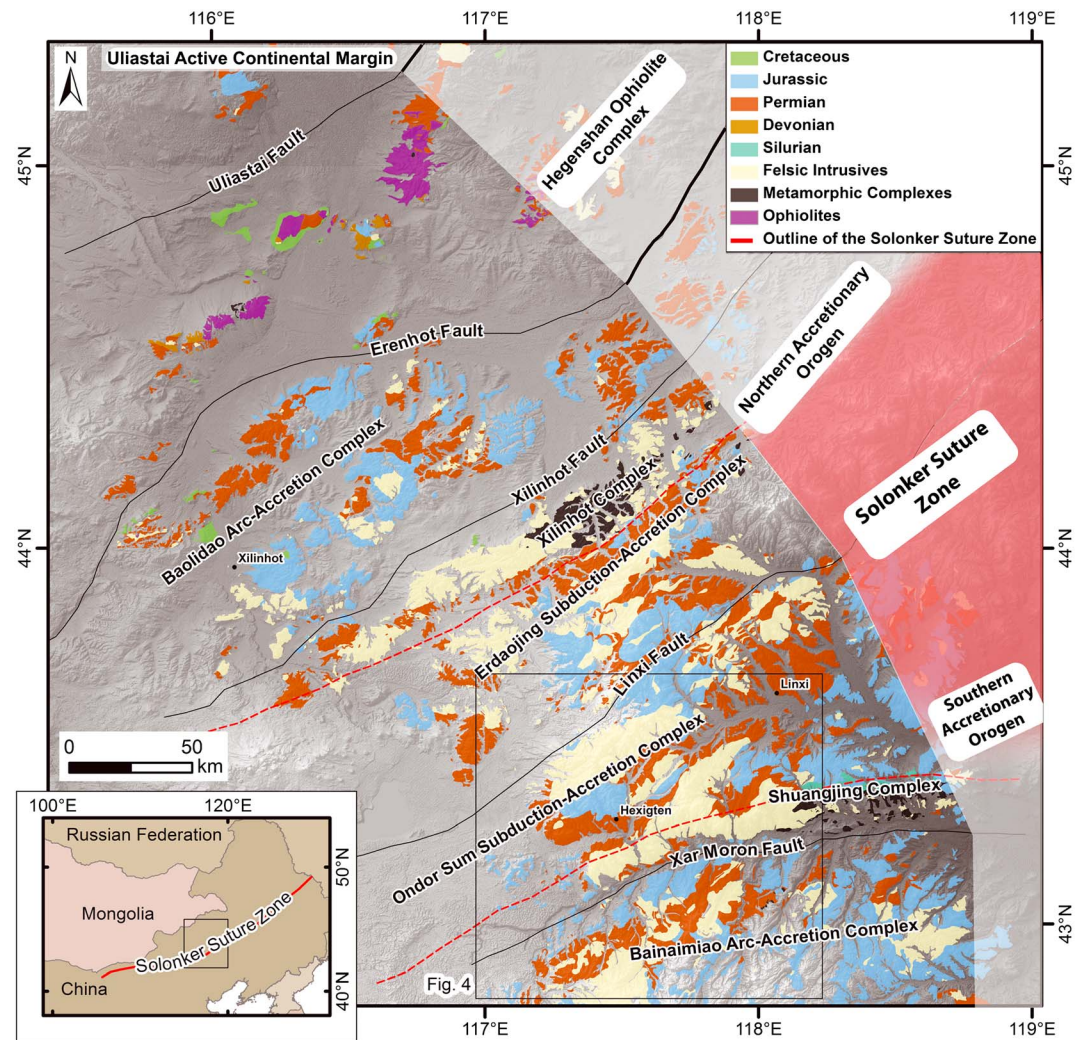 116°E
117°E
118°E
119°E
N
Uliastai Active Continental Margin
Cretaceous
Jurassic
Permian
Devonian
Silurian
Felsic Intrusives
Metamorphic Complexes
Ophiolites
Outline of the Solonker Suture Zone
Hegenshan Ophiolite
Complex
45°N
45°N
Uliastai Fault
Erenhot Fault
Northern Accretionary
Orogen
Baolidao Arc-Accretion Complex
Xilinhot Fault
Xilinhot Complex
Erdaojing Subduction-Accretion Complex
Solonker Suture
Zone
44°N
44°N
Xilinhot
Linxi Fault
Linxi
Southern
Accretionary
Orogen
0
50
km
Ondor Sum Subduction-Accretion Complex
Hexigten
Shuangjing Complex
Xar Moron Fault
Bainaimiao Arc-Accretion Complex
43°N
Fig. 4
100°E
120°E
Russian Federation
50°N
Mongolia
Solonker Suture Zone
China
40°N
117°E
118°E
119°E